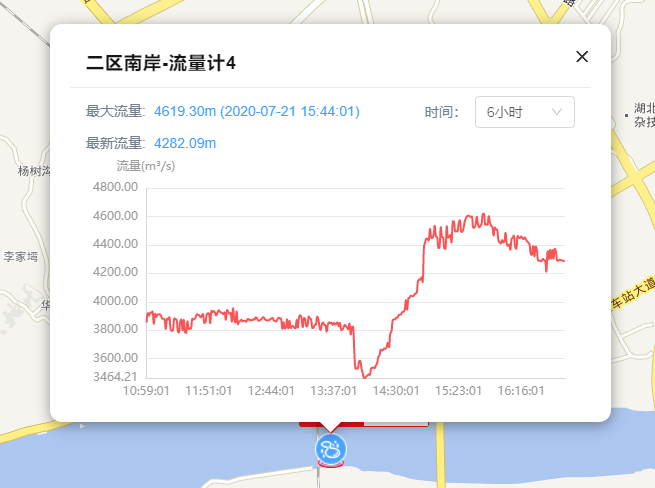 二区南岸-流量计4
最大流量: 4619.30m (2020-07-21 15:44:01)
时间:
6小时
最新流量: 4282.09m
流量(m³/s)
4800.00
4600.00
4400.00
4200.00
4000.00
3800.00
3600.00
3464.21
10:59:01 11:51:01 12:44:01 13:37:01 14:30:01 15:23:01 16:16:01
湖北
杂技
杨树沟
李家塆
华
车站大道